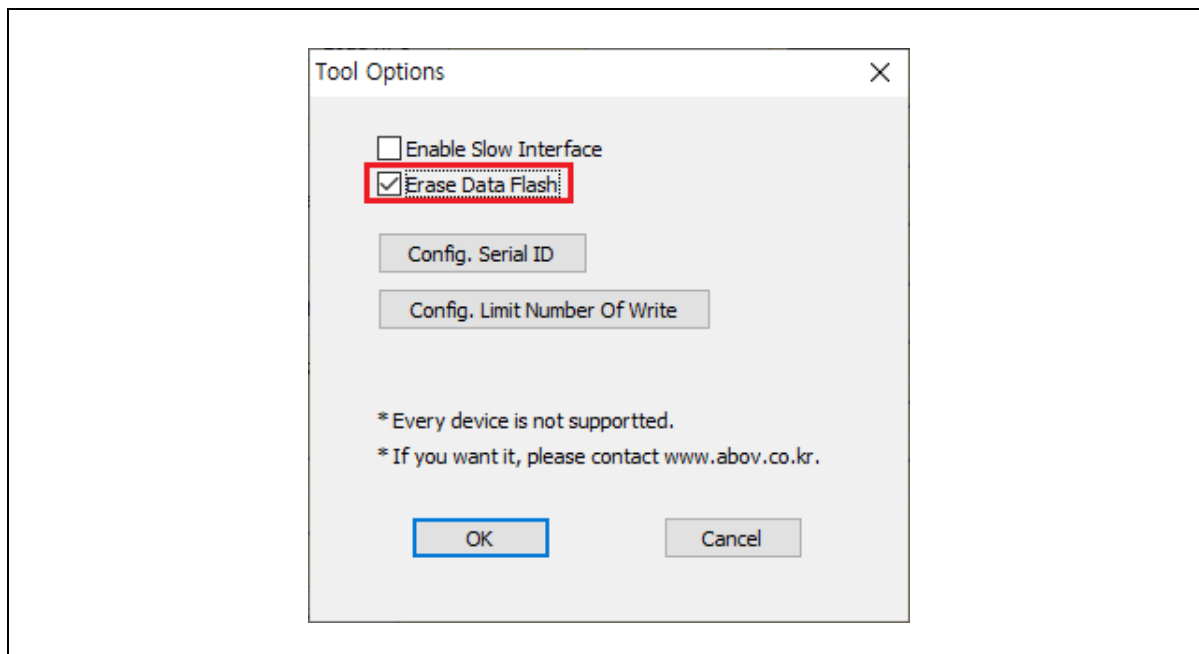 Tool Options
Enable Slow Interface
Erase Data Flash
Config. Serial ID
Config. Limit Number Of Write
* Every device is not supportted.
* If you want it, please contact www.abov.co.kr.
OK Cancel